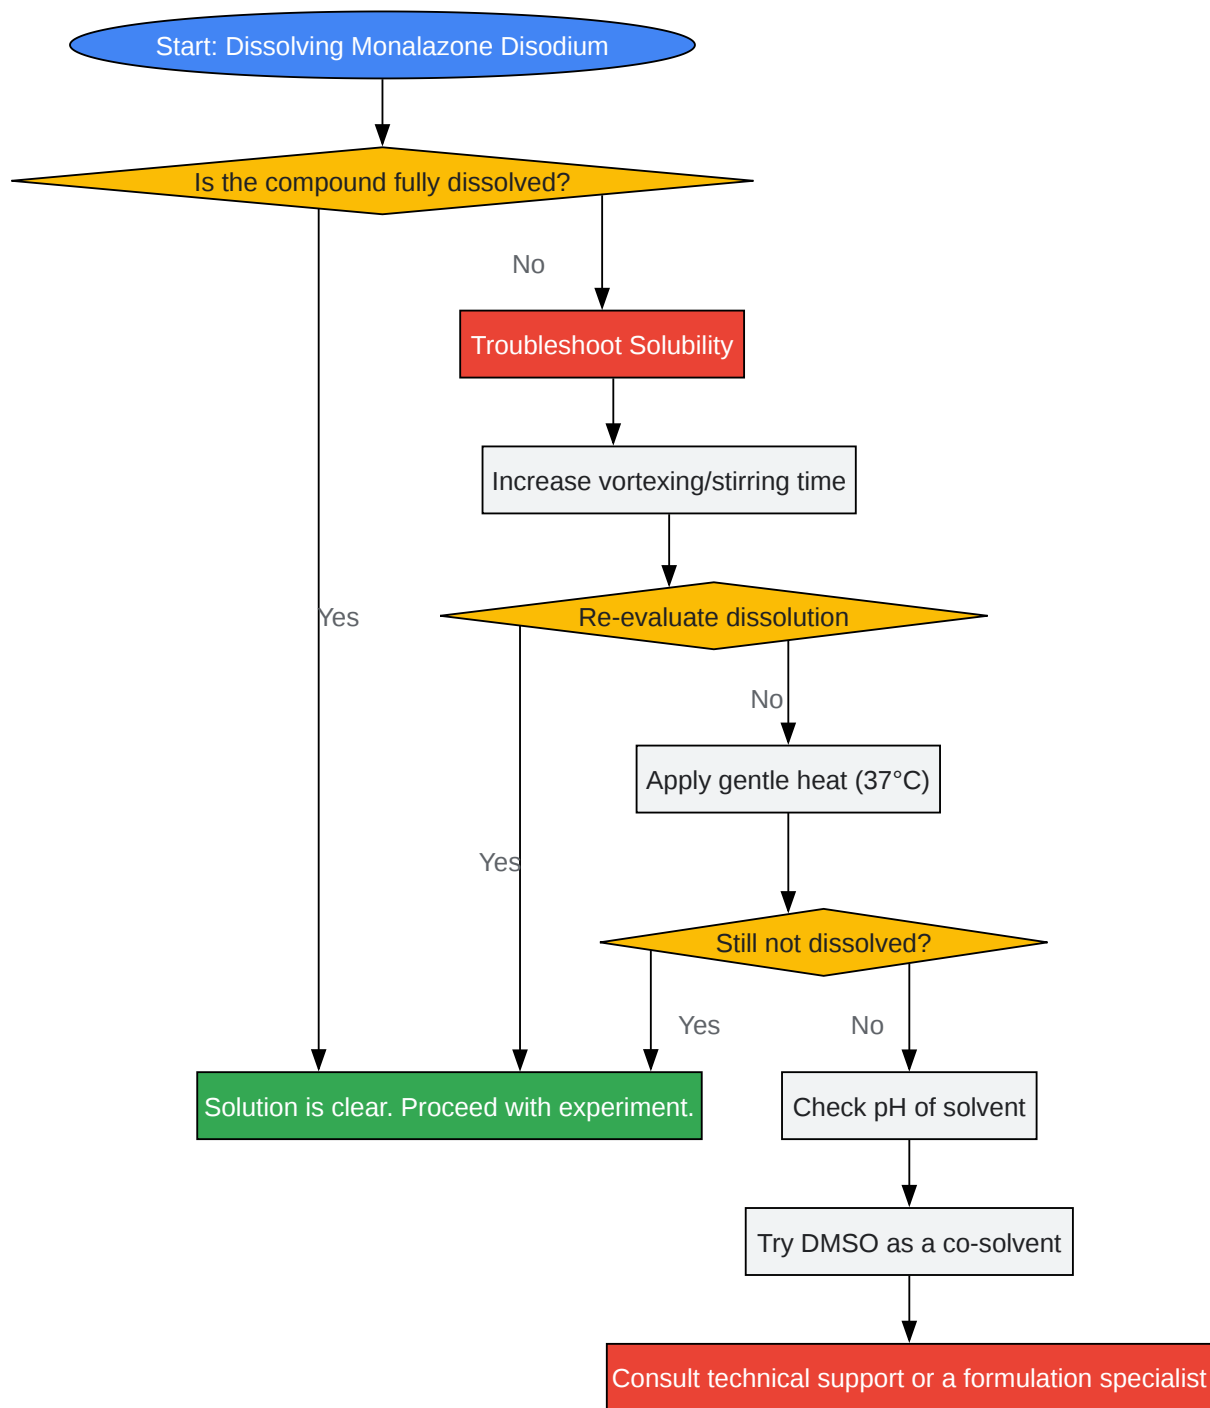 Start: Dissolving Monalazone Disodium
Is the compound fully dissolved?
No
Troubleshoot Solubility
Increase vortexing/stirring time
Yes
Re-evaluate dissolution
No
Apply gentle heat (37°C)
Yes
Still not dissolved?
Yes
No
Solution is clear. Proceed with experiment.
Check pH of solvent
Try DMSO as a co-solvent
Consult technical support or a formulation specialist